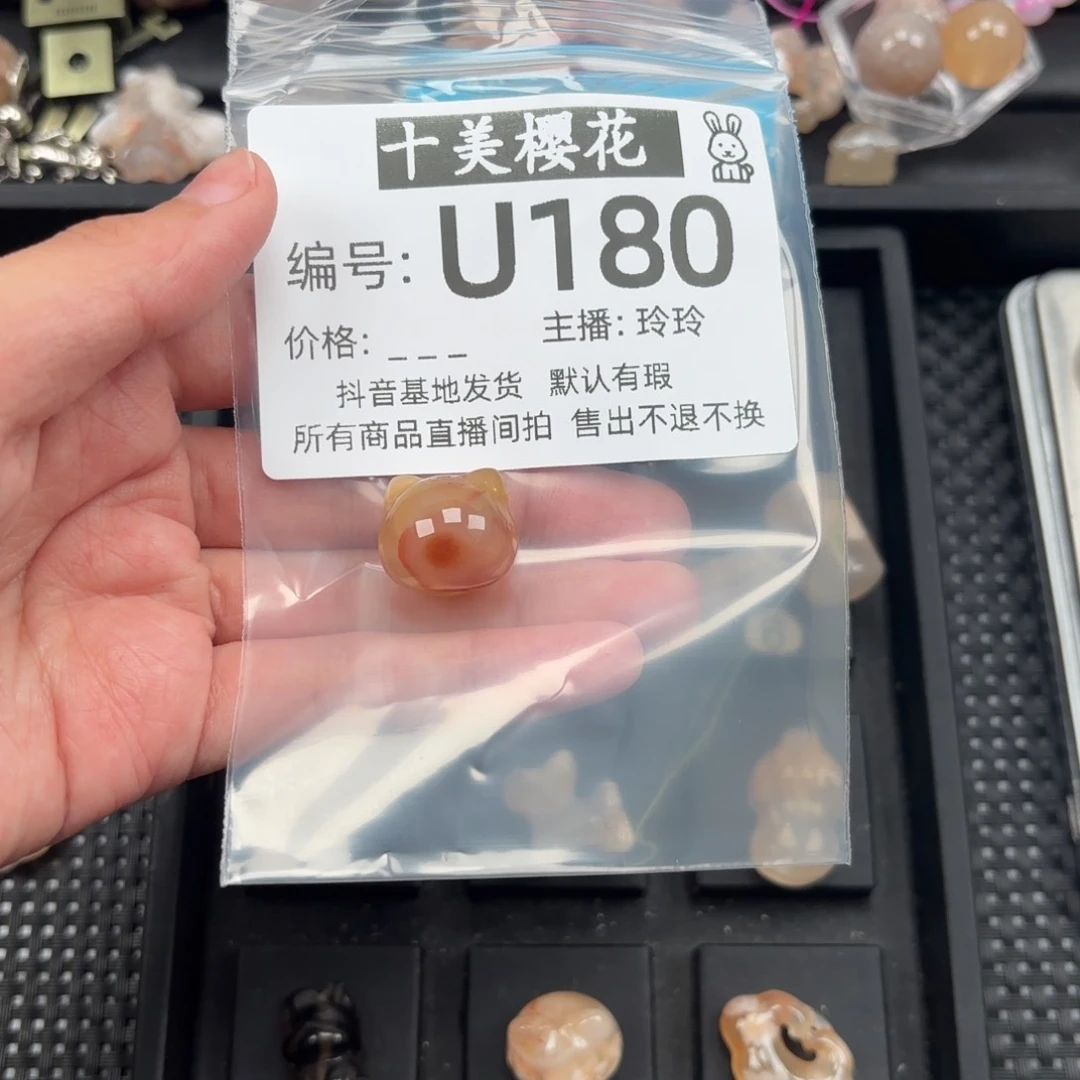 十美樱花
编号: U180
价格: _ _ _ 主播: 玲玲
抖音基地发货 默认有瑕
所有商品直播间拍 售出不退不换